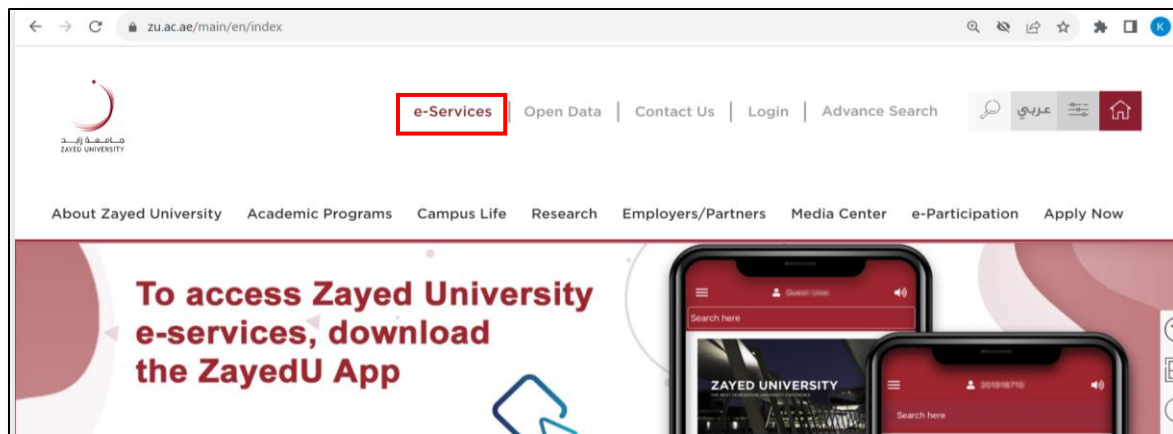 zu.ac.ae/main/en/index
K
e-Services | Open Data | Contact Us | Login | Advance Search
عربي
جامعة زايد
ZAYED UNIVERSITY
About Zayed University Academic Programs Campus Life Research Employers/Partners Media Center e-Participation Apply Now
To access Zayed University
e-services, download
the ZayedU App
Guest User
Search here
ZAYED UNIVERSITY
Search here